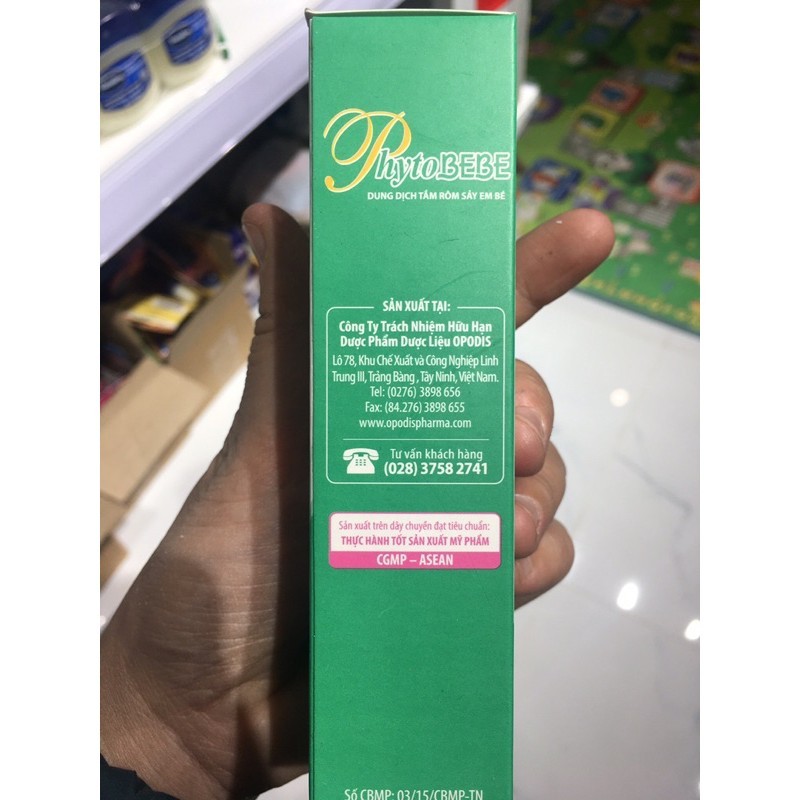 PhytoBEBE
DUNG DỊCH TẮM RÔM SẢY EM BÉ
SẢN XUẤT TẠI:
Công Ty Trách Nhiệm Hữu Hạn
Dược Phẩm Dược Liệu OPODIS
Lô 78, Khu Chế Xuất và Công Nghiệp Linh
Trung III, Trảng Bàng , Tây Ninh, Việt Nam.
Tel: (0276) 3898 656
Fax: (84.276) 3898 655
www.opodispharma.com
Tư vấn khách hàng
(028) 3758 2741
Sản xuất trên dây chuyền đạt tiêu chuẩn:
THỰC HÀNH TỐT SẢN XUẤT MỸ PHẨM
CGMP – ASEAN
Số CBMP: 03/15/CBMP-TN